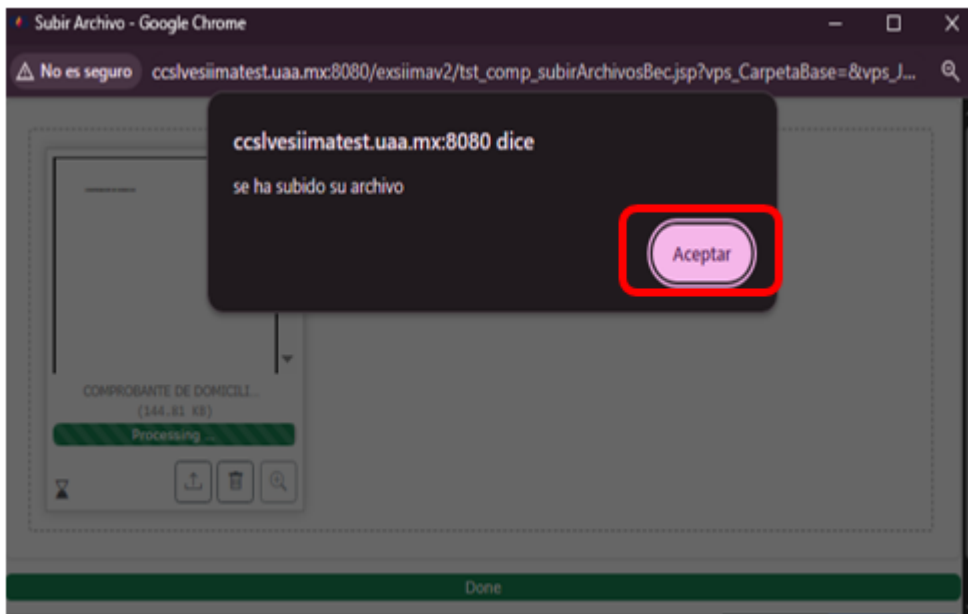 Subir Archivo - Google Chrome
No es seguro ccslvesiimatest.uaa.mx:8080/exsiimav2/tst_comp_subirArchivosBec.jsp?vps_CarpetaBase=&vps_J...
ccslvesiimatest.uaa.mx:8080 dice
se ha subido su archivo
Aceptar
COMPROBANTE DE DOMICILI...
(144.81 KB)
Processing ...
Done